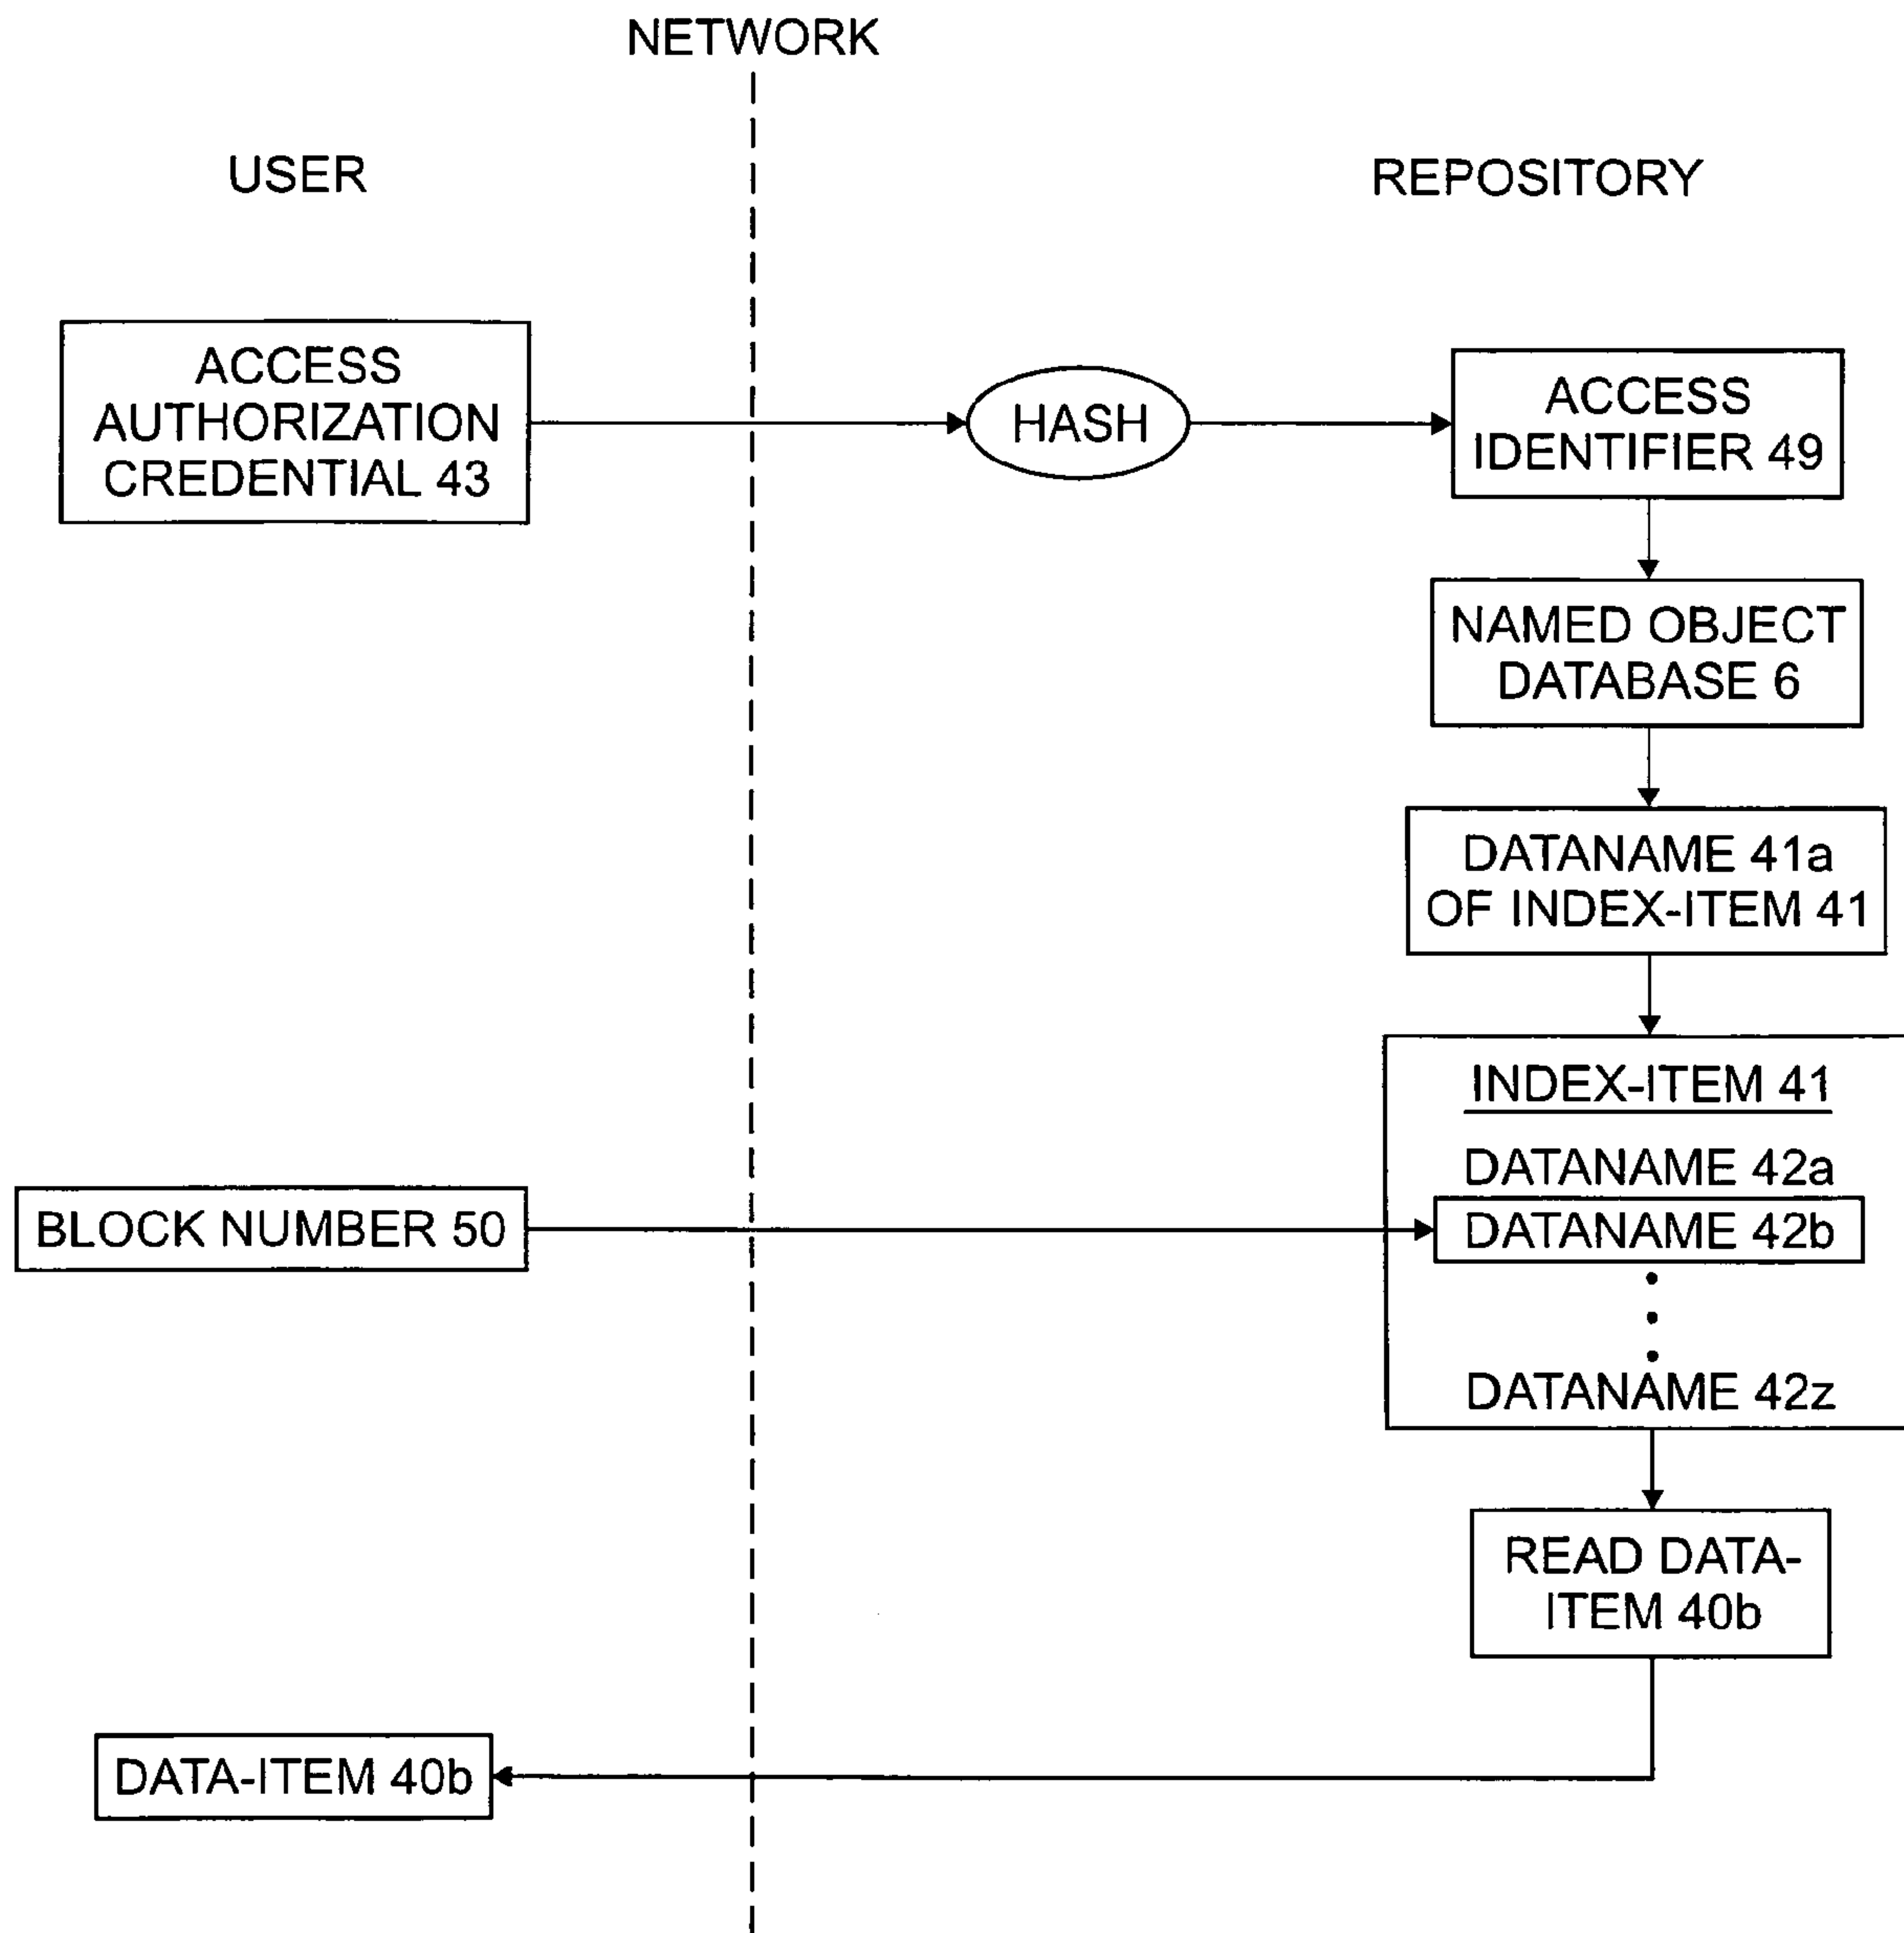 NETWORK
USER
REPOSITORY
ACCESS
AUTHORIZATION
CREDENTIAL 43
HASH
ACCESS
IDENTIFIER 49
NAMED OBJECT
DATABASE 6
DATANAME 41a
OF INDEX-ITEM 41
INDEX-ITEM 41
DATANAME 42a
BLOCK NUMBER 50
DATANAME 42b
DATANAME 42z
READ DATA-
ITEM 40b
DATA-ITEM 40b